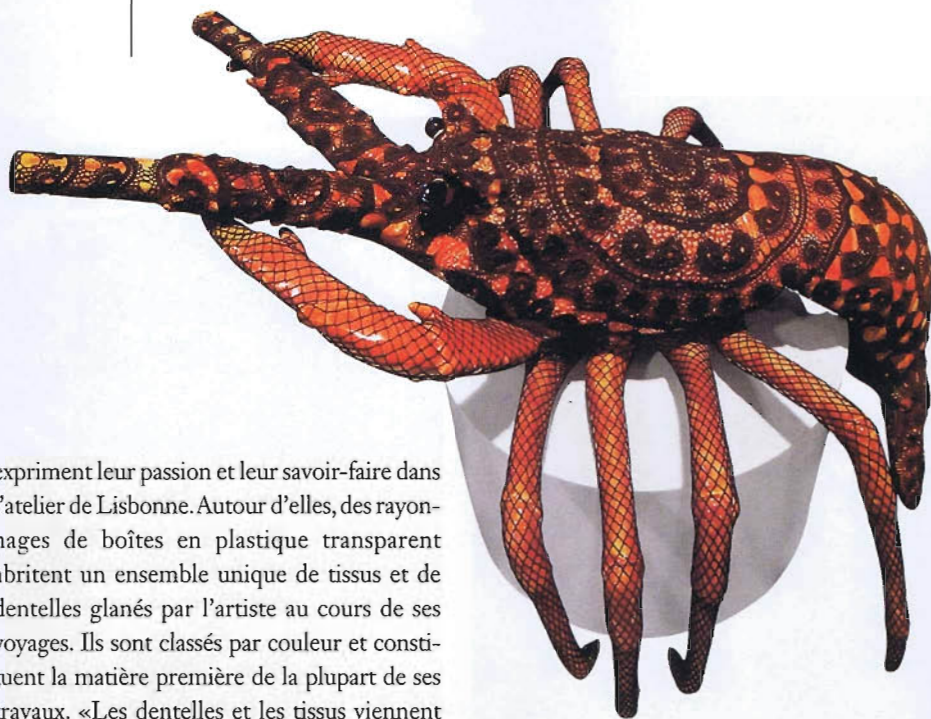 expriment leur passion et leur savoir-faire dans
l'atelier de Lisbonne. Autour d'elles, des rayon-
nages de boîtes en plastique transparent
abritent un ensemble unique de tissus et de
dentelles glanés par l'artiste au cours de ses
voyages. Ils sont classés par couleur et consti-
tuent la matière première de la plupart de ses
travaux. «Les dentelles et les tissus viennent